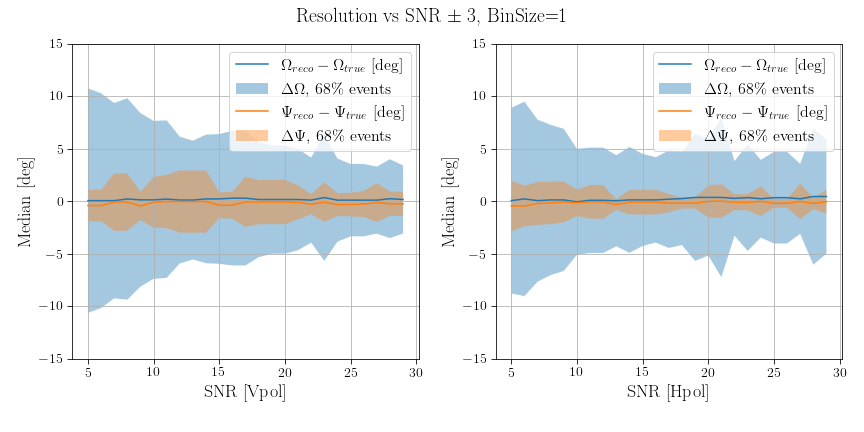 Resolution vs SNR ± 3, BinSize=1
15
10
5
0
−5
−10
−15
Median [deg]
Ω_reco − Ω_true [deg]
ΔΩ, 68% events
Ψ_reco − Ψ_true [deg]
ΔΨ, 68% events
5 10 15 20 25 30
SNR [Vpol]
15
10
5
0
−5
−10
−15
Median [deg]
Ω_reco − Ω_true [deg]
ΔΩ, 68% events
Ψ_reco − Ψ_true [deg]
ΔΨ, 68% events
5 10 15 20 25 30
SNR [Hpol]